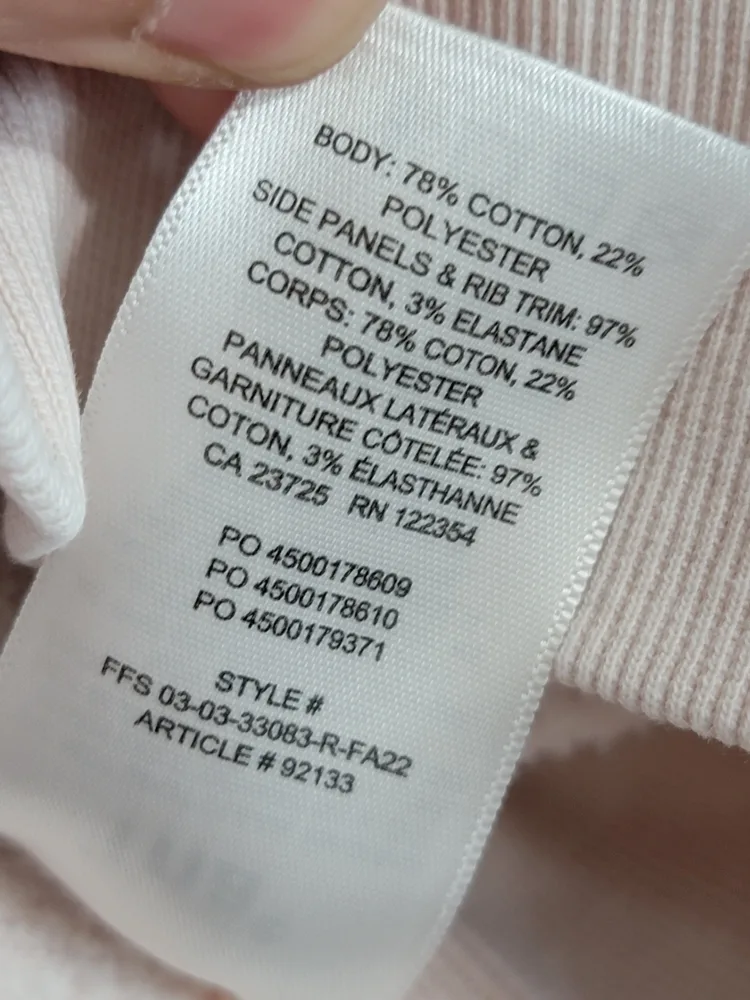 BODY: 78% COTTON, 22%
POLYESTER
SIDE PANELS & RIB TRIM: 97%
COTTON, 3% ELASTANE
CORPS: 78% COTON, 22%
POLYESTER
PANNEAUX LATÉRAUX &
GARNITURE CÔTELÉE: 97%
COTON, 3% ÉLASTHANNE
CA 23725 RN 122354
PO 4500178609
PO 4500178610
PO 4500179371
STYLE #
FFS 03-03-33083-R-FA22
ARTICLE # 92133